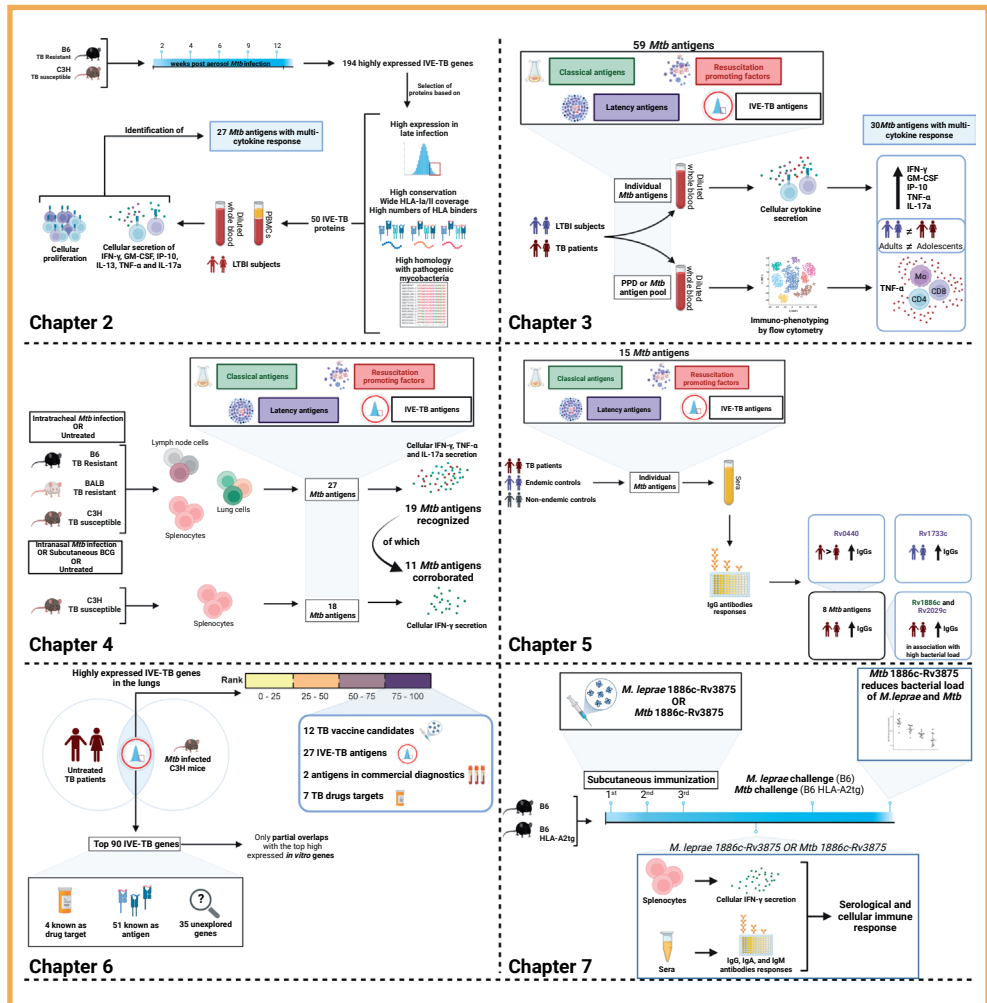 B6
TB Resistant
C3H
TB susceptible
2 4 6 9 12
weeks post aerosol Mtb infection
194 highly expressed IVE-TB genes
Selection of
proteins based on
Identification of
27 Mtb antigens with multi-
cytokine response
High expression in
late infection
High conservation
Wide HLA-Ia/II coverage
High numbers of HLA binders
High homology
with pathogenic
mycobacteria
50 IVE-TB
proteins
PBMCs
Diluted
whole blood
LTBI subjects
Cellular
proliferation
Cellular secretion of
IFN-γ, GM-CSF, IP-10,
IL-13, TNF-α and IL-17a
Chapter 2
59 Mtb antigens
Classical antigens
Resuscitation
promoting factors
Latency antigens
IVE-TB antigens
Individual
Mtb antigens
LTBI subjects
TB patients
PPD or Mtb
antigen pool
Diluted
whole blood
Diluted
whole blood
Cellular cytokine
secretion
Immuno-phenotyping
by flow cytometry
30Mtb antigens with multi-
cytokine response
IFN-γ
GM-CSF
IP-10
TNF-α
IL-17a
≠
Adults ≠ Adolescents
TNF-α
Mo
CD8
CD4
Chapter 3
Classical antigens
Resuscitation
promoting factors
Latency antigens
IVE-TB antigens
Intratracheal Mtb infection
OR
Untreated
B6
TB Resistant
BALB
TB resistant
C3H
TB susceptible
Lymph node cells
Lung cells
Splenocytes
27
Mtb antigens
Cellular IFN-γ, TNF-α
and IL-17a secretion
19 Mtb antigens
recognized
of which
11 Mtb antigens
corroborated
Intranasal Mtb infection
OR Subcutaneous BCG
OR
Untreated
C3H
TB susceptible
Splenocytes
18
Mtb antigens
Cellular IFN-γ secretion
Chapter 4
15 Mtb antigens
Classical antigens
Resuscitation
promoting factors
Latency antigens
IVE-TB antigens
TB patients
Endemic controls
Non-endemic controls
Individual
Mtb antigens
Sera
IgG antibodies
responses
Rv0440
> IgGs
Rv1733c
IgGs
8 Mtb antigens
IgGs
Rv1886c and
Rv2029c
IgGs
in association with
high bacterial load
Chapter 5
Highly expressed IVE-TB genes
in the lungs
Untreated
TB patients
Mtb infected
C3H mice
Rank
0 - 25 25 - 50 50 - 75 75 - 100
12 TB vaccine candidates
27 IVE-TB antigens
2 antigens in commercial diagnostics
7 TB drugs targets
Top 90 IVE-TB genes
Only partial overlaps
with the top high
expressed in vitro genes
4 known as
drug target
51 known as
antigen
?
35 unexplored
genes
Chapter 6
M. leprae 1886c-Rv3875
OR
Mtb 1886c-Rv3875
Mtb 1886c-Rv3875
reduces bacterial load
of M.leprae and Mtb
Subcutaneous immunization
1st 2nd 3rd
M. leprae challenge (B6)
Mtb challenge (B6 HLA-A2tg)
B6
B6
HLA-A2tg
M. leprae 1886c-Rv3875 OR Mtb 1886c-Rv3875
Splenocytes
Cellular IFN-γ secretion
Sera
IgG, IgA, and IgM
antibodies responses
Serological and
cellular immune
response
Chapter 7